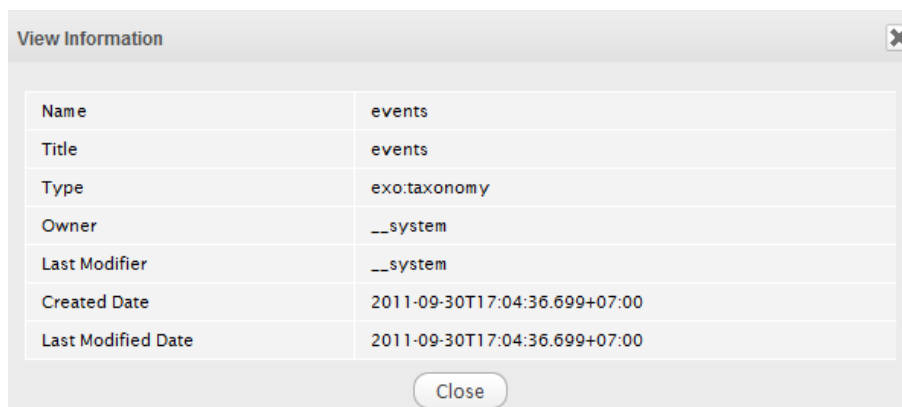 View Information
Name events
Title events
Type exo:taxonomy
Owner __system
Last Modifier __system
Created Date 2011-09-30T17:04:36.699+07:00
Last Modified Date 2011-09-30T17:04:36.699+07:00
Close